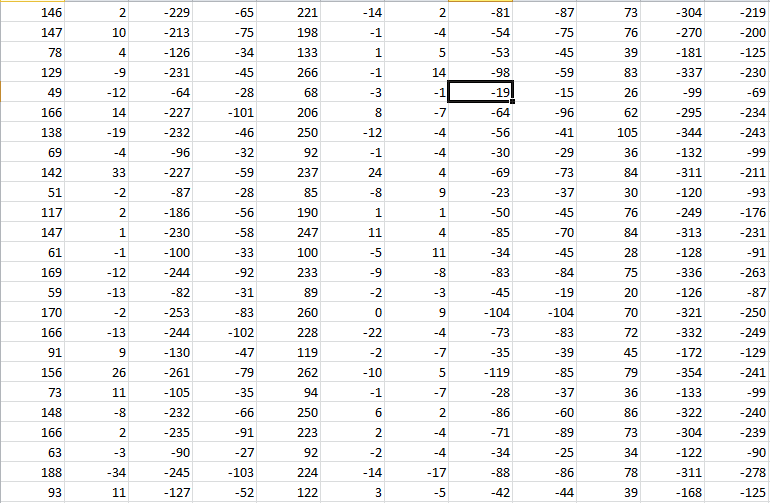 146 2 -229 -65 221 -14 2 -81 -87 73 -304 -219
147 10 -213 -75 198 -1 -4 -54 -75 76 -270 -200
78 4 -126 -34 133 1 5 -53 -45 39 -181 -125
129 -9 -231 -45 266 -1 14 -98 -59 83 -337 -230
49 -12 -64 -28 68 -3 -1 -19 -15 26 -99 -69
166 14 -227 -101 206 8 -7 -64 -96 62 -295 -234
138 -19 -232 -46 250 -12 -4 -56 -41 105 -344 -243
69 -4 -96 -32 92 -1 -4 -30 -29 36 -132 -99
142 33 -227 -59 237 24 4 -69 -73 84 -311 -211
51 -2 -87 -28 85 -8 9 -23 -37 30 -120 -93
117 2 -186 -56 190 1 1 -50 -45 76 -249 -176
147 1 -230 -58 247 11 4 -85 -70 84 -313 -231
61 -1 -100 -33 100 -5 11 -34 -45 28 -128 -91
169 -12 -244 -92 233 -9 -8 -83 -84 75 -336 -263
59 -13 -82 -31 89 -2 -3 -45 -19 20 -126 -87
170 -2 -253 -83 260 0 9 -104 -104 70 -321 -250
166 -13 -244 -102 228 -22 -4 -73 -83 72 -332 -249
91 9 -130 -47 119 -2 -7 -35 -39 45 -172 -129
156 26 -261 -79 262 -10 5 -119 -85 79 -354 -241
73 11 -105 -35 94 -1 -7 -28 -37 36 -133 -99
148 -8 -232 -66 250 6 2 -86 -60 86 -322 -240
166 2 -235 -91 223 2 -4 -71 -89 73 -304 -239
63 -3 -90 -27 92 -2 -4 -34 -25 34 -122 -90
188 -34 -245 -103 224 -14 -17 -88 -86 78 -311 -278
93 11 -127 -52 122 3 -5 -42 -44 39 -168 -125